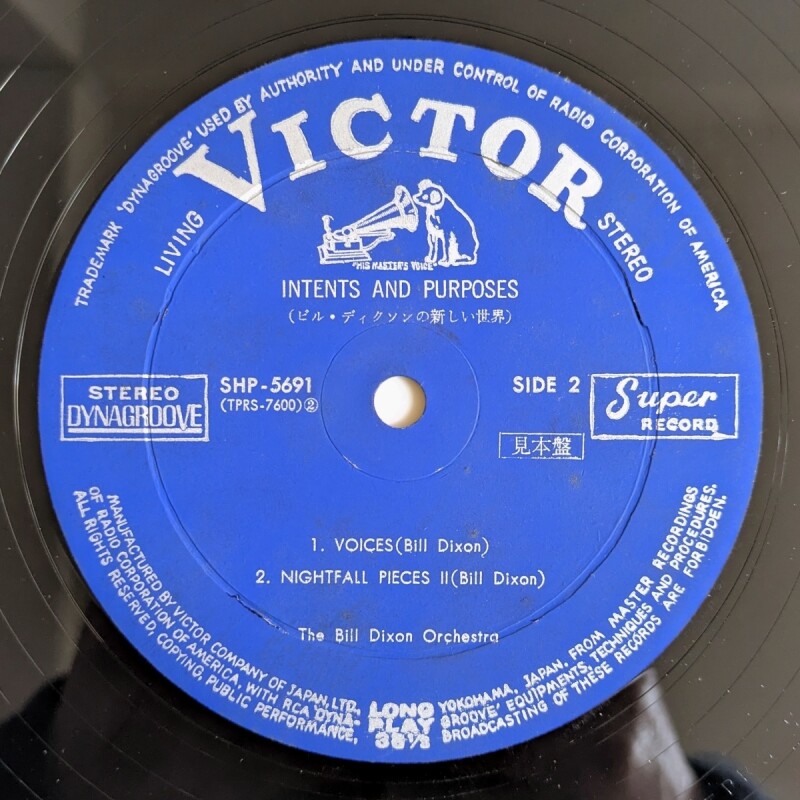 TRADEMARK 'DYNAGROOVE' USED BY AUTHORITY AND UNDER CONTROL OF RADIO CORPORATION OF AMERICA
VICTOR
LIVING
STEREO
"HIS MASTER'S VOICE"
INTENTS AND PURPOSES
(ビル・ディクソンの新しい世界)
STEREO
DYNAGROOVE
SHP-5691
(TPRS-7600)②
SIDE 2
Super
RECORD
見本盤
1. VOICES(Bill Dixon)
2. NIGHTFALL PIECES II(Bill Dixon)
The Bill Dixon Orchestra
MANUFACTURED BY VICTOR COMPANY OF JAPAN, LTD., YOKOHAMA, JAPAN, FROM MASTER RECORDINGS
OF RADIO CORPORATION OF AMERICA, WITH RCA 'DYNA-GROOVE' EQUIPMENTS, TECHNIQUES AND PROCEDURES.
ALL RIGHTS RESERVED, COPYING, PUBLIC PERFORMANCE, BROADCASTING OF THESE RECORDS ARE FORBIDDEN.
LONG
PLAY
33⅓